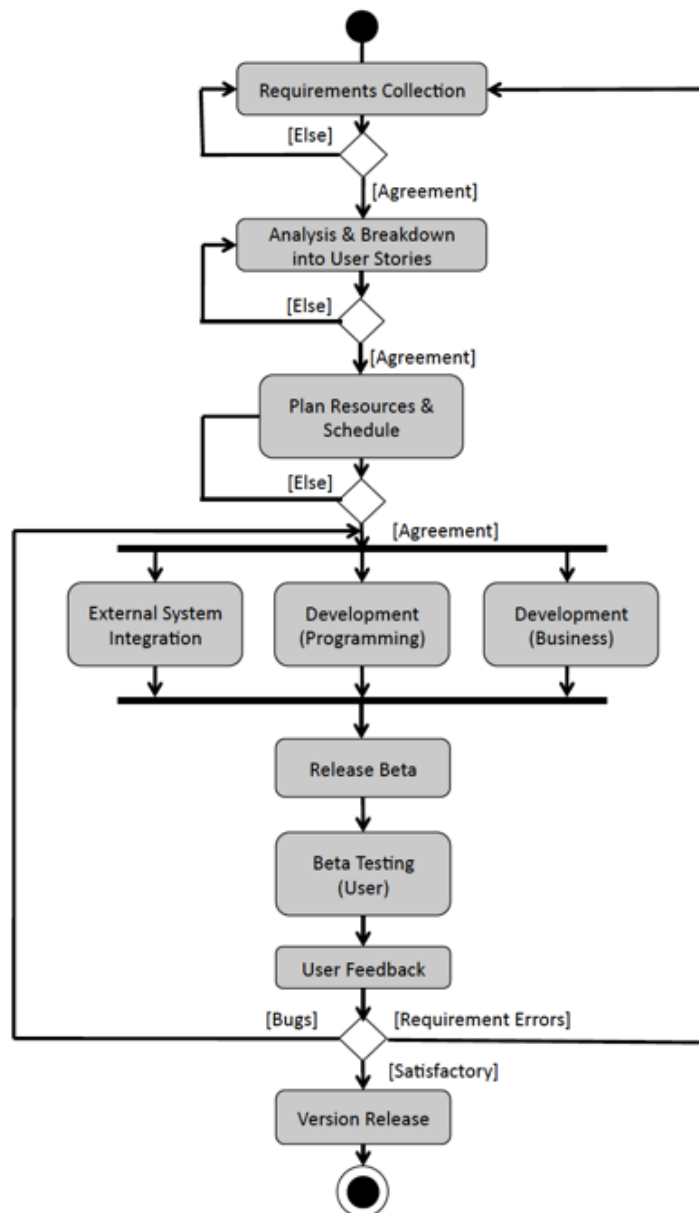 Requirements Collection
[Else]
[Agreement]
Analysis & Breakdown
into User Stories
[Else]
[Agreement]
Plan Resources &
Schedule
[Else]
[Agreement]
External System
Integration
Development
(Programming)
Development
(Business)
Release Beta
Beta Testing
(User)
User Feedback
[Bugs]
[Requirement Errors]
[Satisfactory]
Version Release